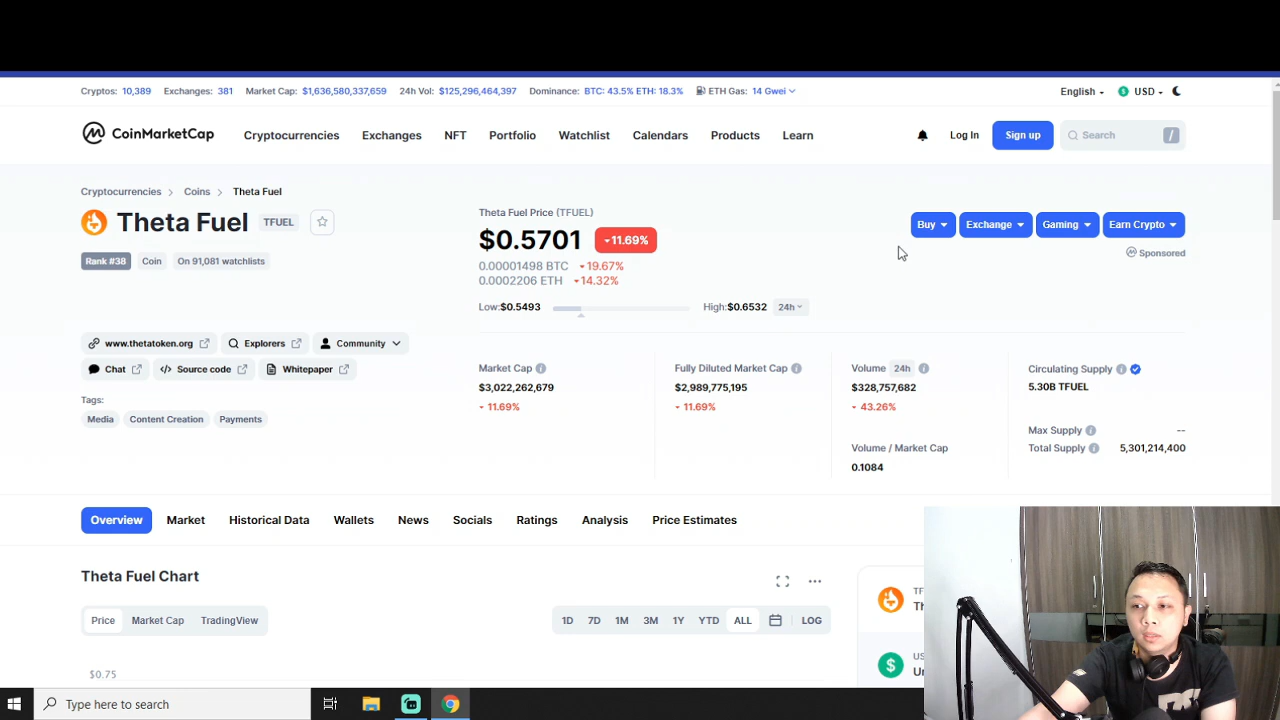 Cryptos: 10,389 Exchanges: 381 Market Cap: $1,636,580,337,659 24h Vol: $125,296,464,397 Dominance: BTC: 43.5% ETH: 18.3% ETH Gas: 14 Gwei English USD
CoinMarketCap Cryptocurrencies Exchanges NFT Portfolio Watchlist Calendars Products Learn Log In Sign up Search /
Cryptocurrencies Coins Theta Fuel
Theta Fuel TFUEL
Rank #38 Coin On 91,081 watchlists
www.thetatoken.org Explorers Community
Chat Source code Whitepaper
Tags:
Media Content Creation Payments
Theta Fuel Price (TFUEL)
$0.5701 11.69%
0.00001498 BTC 19.67%
0.0002206 ETH 14.32%
Low:$0.5493 High:$0.6532 24h
Buy Exchange Gaming Earn Crypto
Sponsored
Market Cap
$3,022,262,679
11.69%
Fully Diluted Market Cap
$2,989,775,195
11.69%
Volume 24h
$328,757,682
43.26%
Volume / Market Cap
0.1084
Circulating Supply
5.30B TFUEL
Max Supply --
Total Supply 5,301,214,400
Overview Market Historical Data Wallets News Socials Ratings Analysis Price Estimates
Theta Fuel Chart
Price Market Cap TradingView 1D 7D 1M 3M 1Y YTD ALL LOG
$0.75
Type here to search